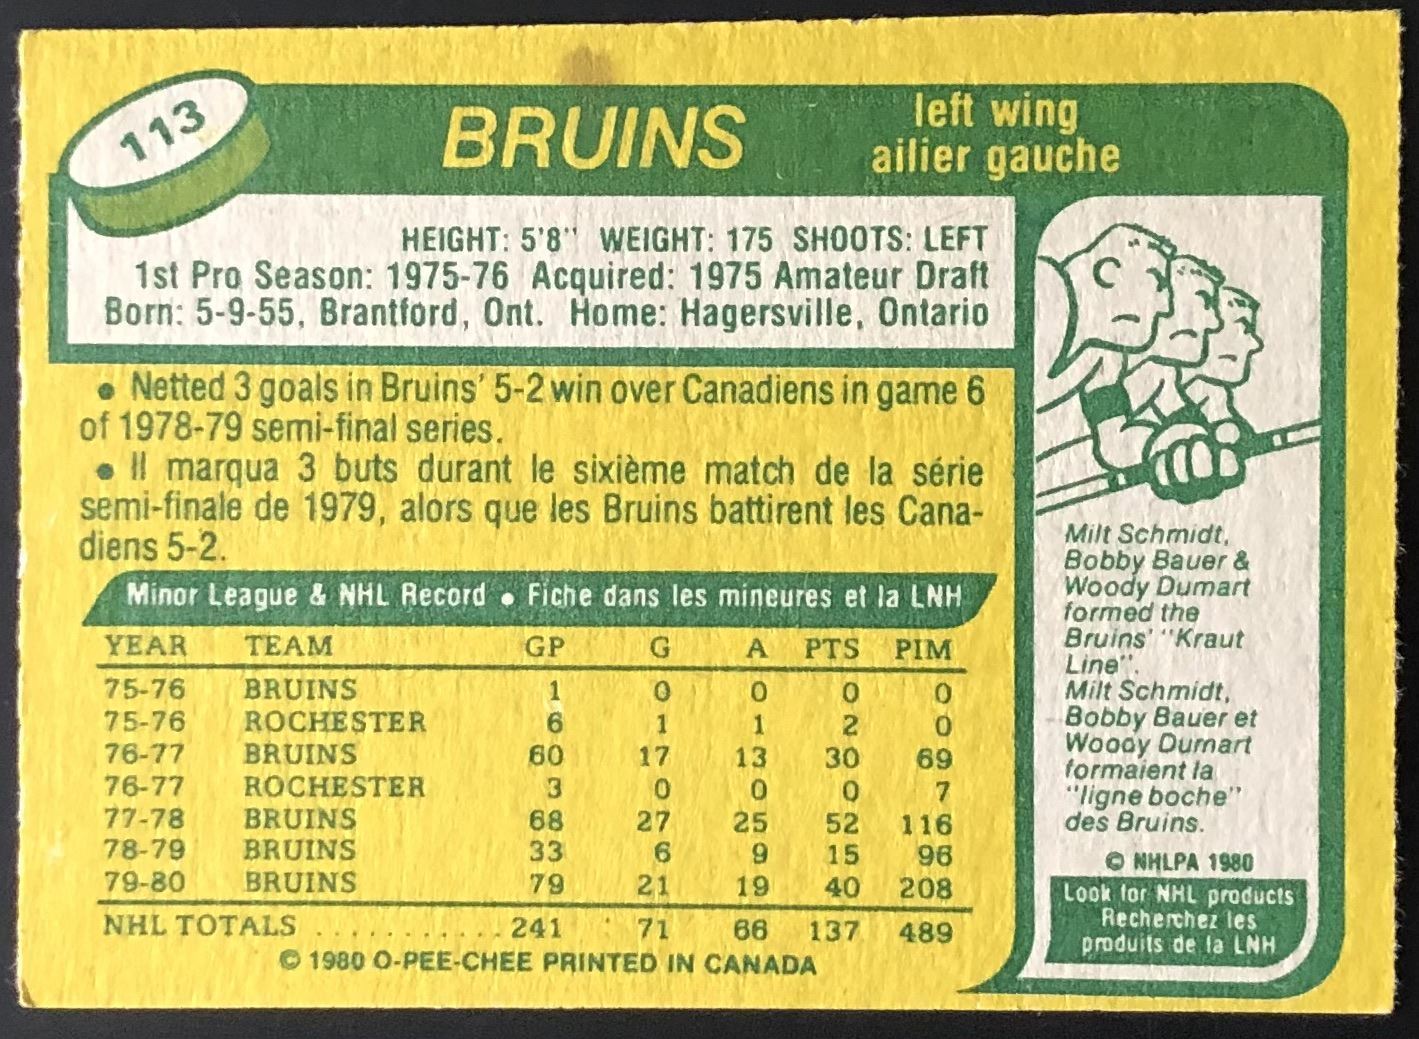 113
BRUINS
left wing
ailier gauche
HEIGHT: 5'8" WEIGHT: 175 SHOOTS: LEFT
1st Pro Season: 1975-76 Acquired: 1975 Amateur Draft
Born: 5-9-55, Brantford, Ont. Home: Hagersville, Ontario
• Netted 3 goals in Bruins' 5-2 win over Canadiens in game 6
of 1978-79 semi-final series.
• Il marqua 3 buts durant le sixième match de la série
semi-finale de 1979, alors que les Bruins battirent les Cana-
diens 5-2.
Minor League & NHL Record • Fiche dans les mineures et la LNH
YEAR TEAM GP G A PTS PIM
75-76 BRUINS 1 0 0 0 0
75-76 ROCHESTER 6 1 1 2 0
76-77 BRUINS 60 17 13 30 69
76-77 ROCHESTER 3 0 0 0 7
77-78 BRUINS 68 27 25 52 116
78-79 BRUINS 33 6 9 15 96
79-80 BRUINS 79 21 19 40 208
NHL TOTALS ........... 241 71 66 137 489
© 1980 O-PEE-CHEE PRINTED IN CANADA
C
Milt Schmidt,
Bobby Bauer &
Woody Dumart
formed the
Bruins' "Kraut
Line".
Milt Schmidt,
Bobby Bauer et
Woody Dumart
formaient la
"ligne boche"
des Bruins.
© NHLPA 1980
Look for NHL products
Recherchez les
produits de la LNH